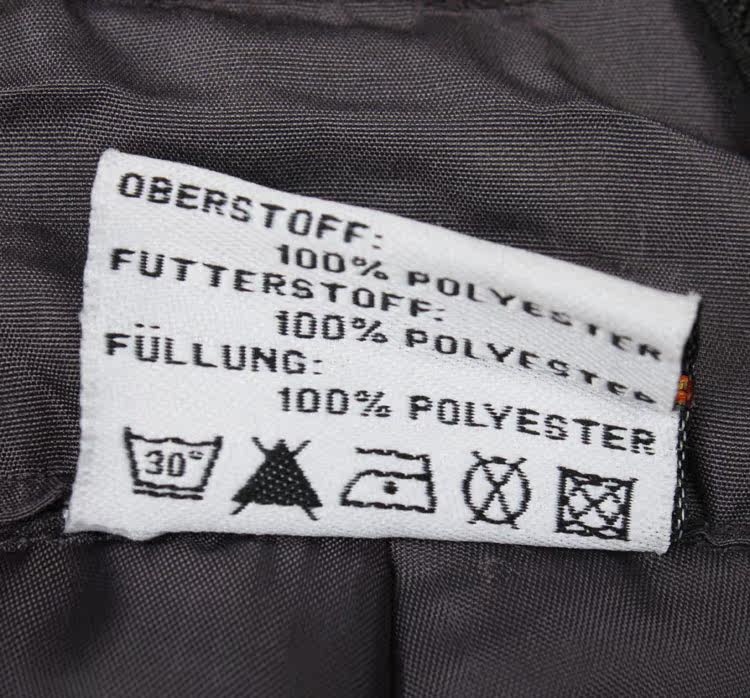 OBERSTOFF:
100% POLYESTER
FUTTERSTOFF:
100% POLYESTER
FÜLLUNG:
100% POLYESTER
30°